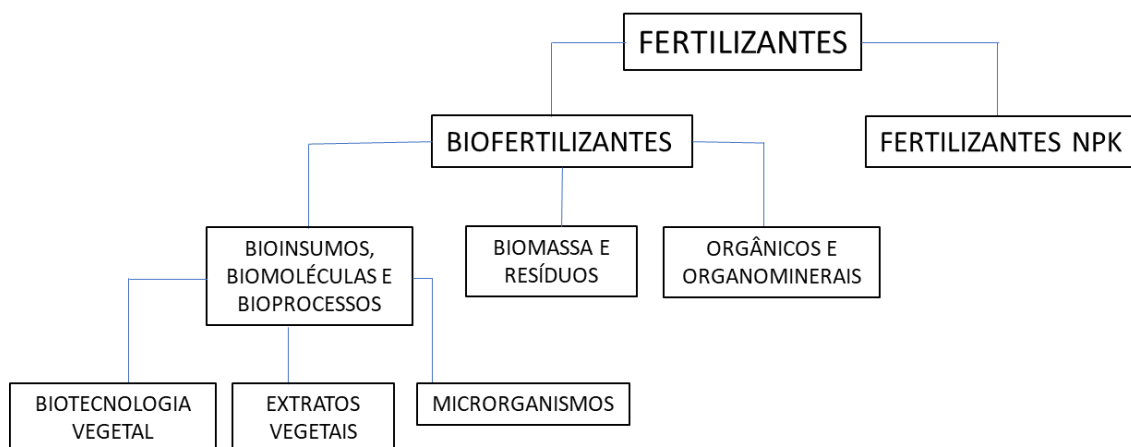 FERTILIZANTES
BIOFERTILIZANTES
FERTILIZANTES NPK
BIOINSUMOS,
BIOMOLÉCULAS E
BIOPROCESSOS
BIOMASSA E
RESÍDUOS
ORGÂNICOS E
ORGANOMINERAIS
BIOTECNOLOGIA
VEGETAL
EXTRATOS
VEGETAIS
MICRORGANISMOS